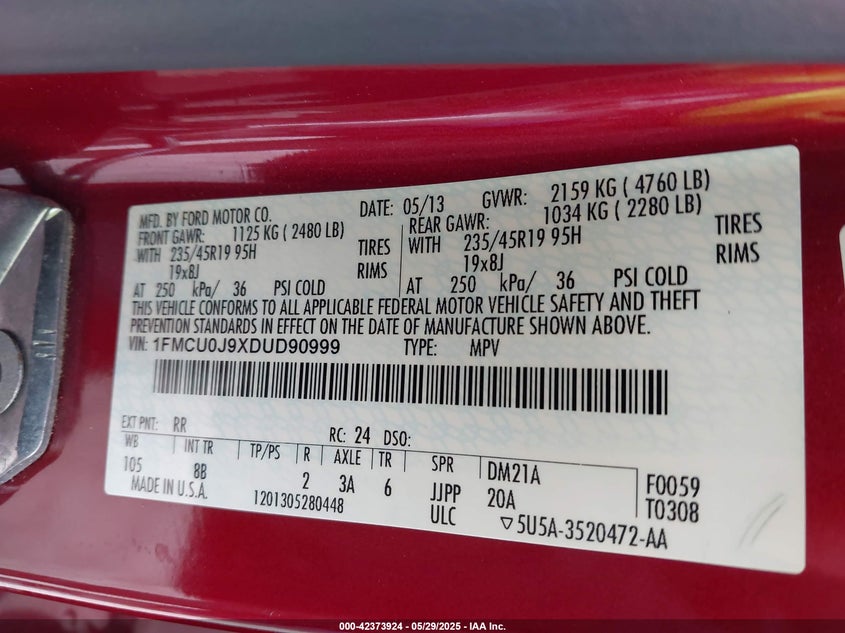 MFD. BY FORD MOTOR CO. DATE: 05/13 GVWR: 2159 KG ( 4760 LB)
FRONT GAWR: 1125 KG ( 2480 LB) REAR GAWR: 1034 KG ( 2280 LB)
WITH 235/45R19 95H TIRES WITH 235/45R19 95H TIRES
19x8J RIMS 19x8J RIMS
AT 250 kPa/ 36 PSI COLD AT 250 kPa/ 36 PSI COLD
THIS VEHICLE CONFORMS TO ALL APPLICABLE FEDERAL MOTOR VEHICLE SAFETY AND THEFT
PREVENTION STANDARDS IN EFFECT ON THE DATE OF MANUFACTURE SHOWN ABOVE.
VIN: 1FMCU0J9XDUD90999 TYPE: MPV
EXT PNT: RR RC: 24 DSO:
WB INT TR TP/PS R AXLE TR SPR DM21A F0059
105 8B 2 3A 6 JJPP 20A T0308
MADE IN U.S.A. 1201305280448 ULC ▽5U5A-3520472-AA
000-42373924 | 05/29/2025 - IAA Inc.